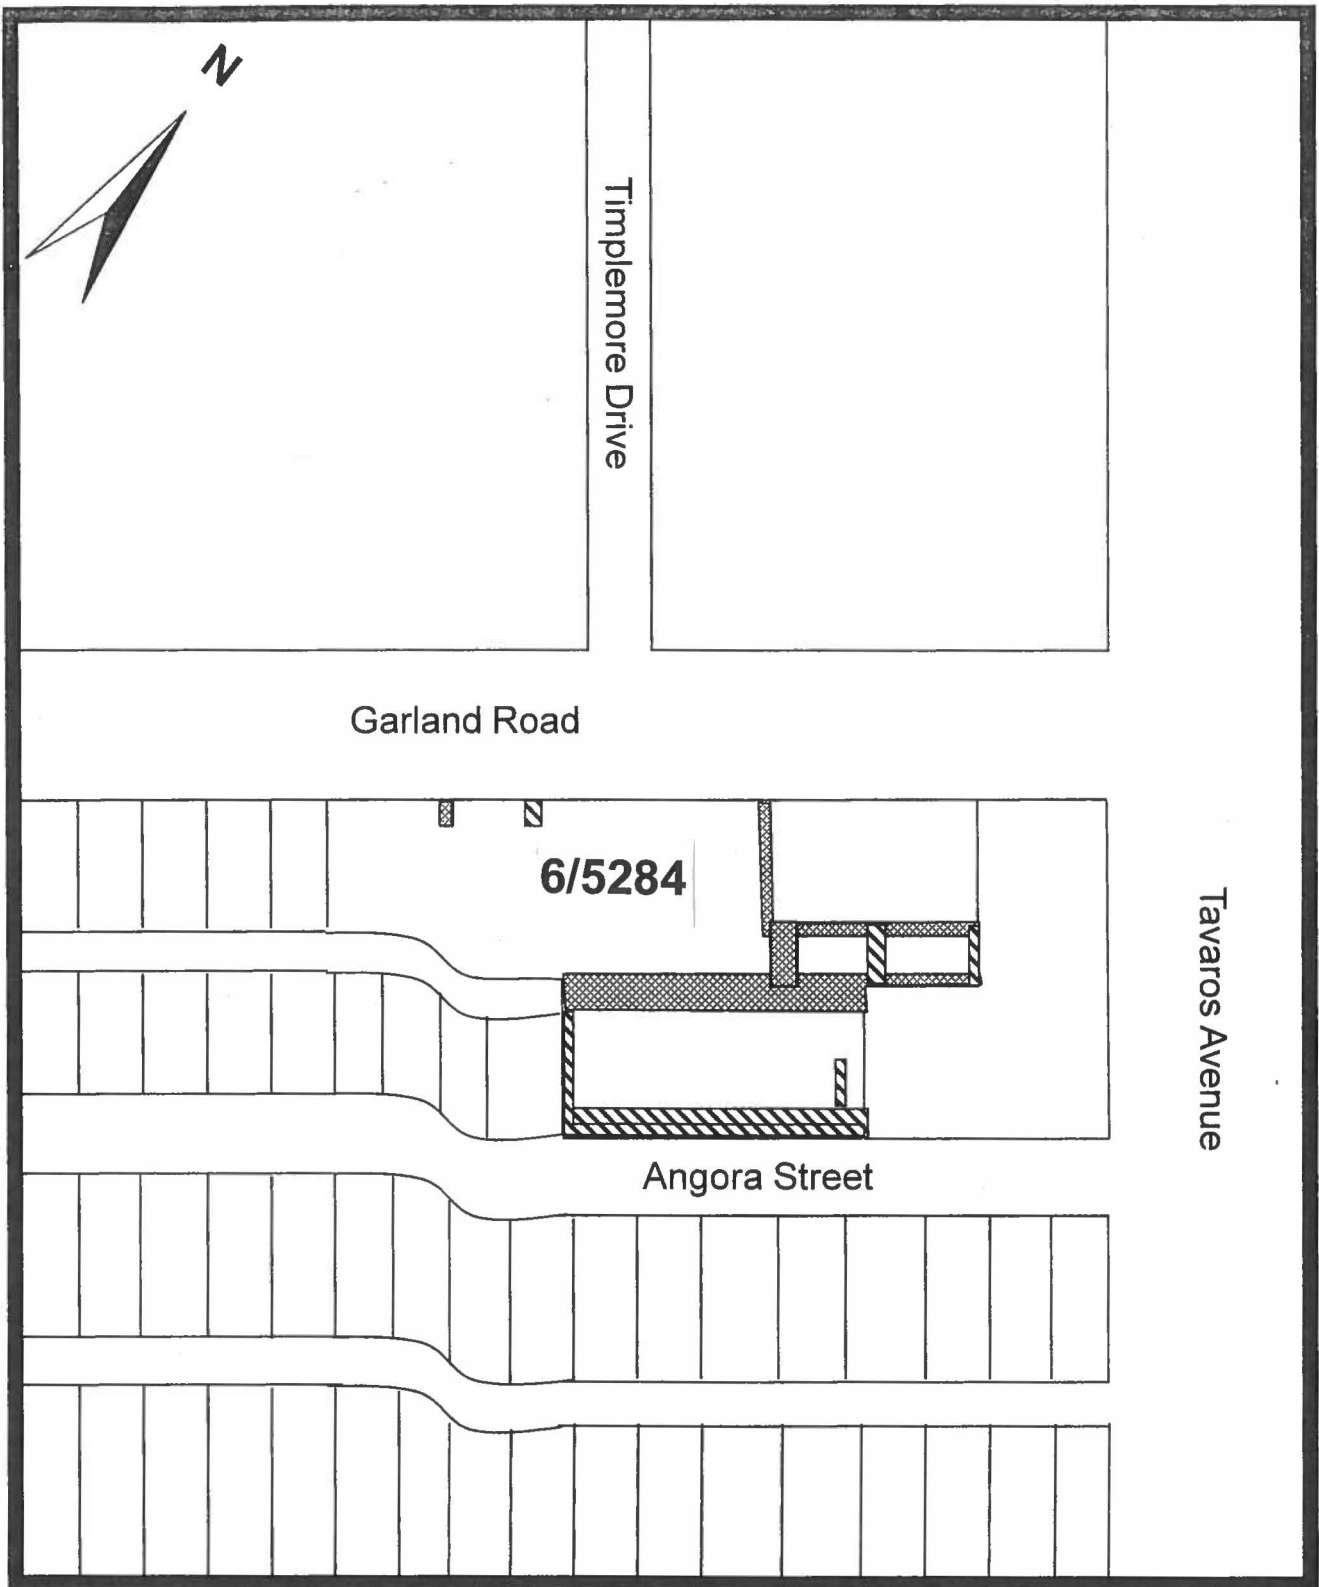 N
Timplemore Drive
Garland Road
6/5284
Tavaros Avenue
Angora Street